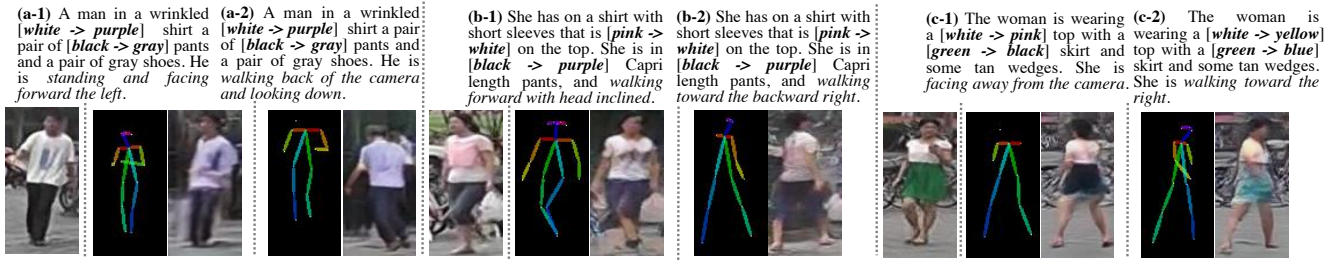 (a-1) A man in a wrinkled
[white -> purple] shirt a
pair of [black -> gray] pants
and a pair of gray shoes. He
is standing and facing
forward the left.
(a-2) A man in a wrinkled
[white -> purple] shirt a pair
of [black -> gray] pants and
a pair of gray shoes. He is
walking back of the camera
and looking down.
(b-1) She has on a shirt with
short sleeves that is [pink ->
white] on the top. She is in
[black -> purple] Capri
length pants, and walking
forward with head inclined.
(b-2) She has on a shirt with
short sleeves that is [pink ->
white] on the top. She is in
[black -> purple] Capri
length pants, and walking
toward the backward right.
(c-1) The woman is wearing
a [white -> pink] top with a
[green -> black] skirt and
some tan wedges. She is
facing away from the camera.
(c-2) The woman is
wearing a [white -> yellow]
top with a [green -> blue]
skirt and some tan wedges.
She is walking toward the
right.